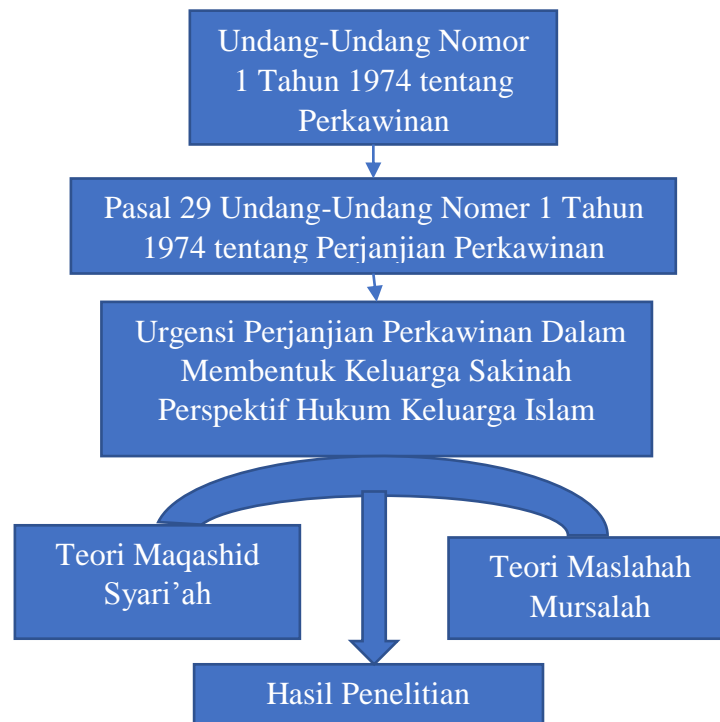 Undang-Undang Nomor
1 Tahun 1974 tentang
Perkawinan
Pasal 29 Undang-Undang Nomer 1 Tahun
1974 tentang Perjanjian Perkawinan
Urgensi Perjanjian Perkawinan Dalam
Membentuk Keluarga Sakinah
Perspektif Hukum Keluarga Islam
Teori Maqashid
Syari’ah
Teori Maslahah
Mursalah
Hasil Penelitian